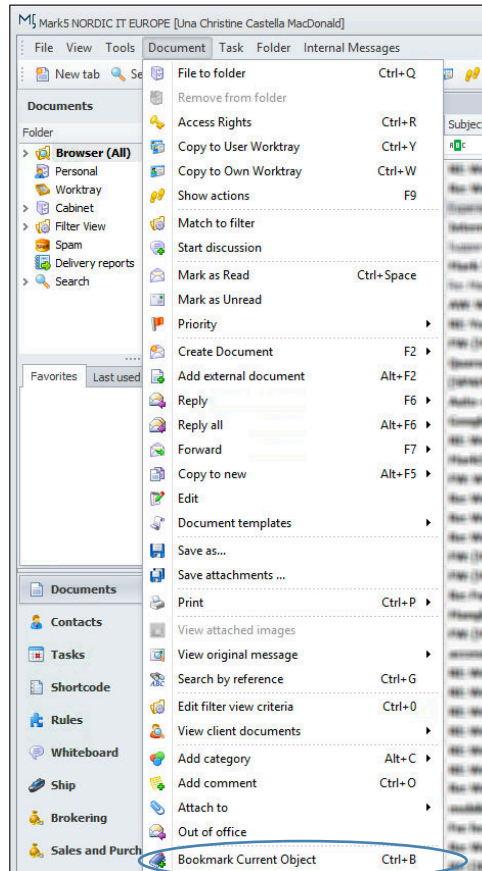 Mark5 NORDIC IT EUROPE [Una Christine Castella MacDonald]
File View Tools Document Task Folder Internal Messages
New tab Se
Documents
Folder
Browser (All)
Personal
Worktray
Cabinet
Filter View
Spam
Delivery reports
Search
Favorites Last used
Documents
Contacts
Tasks
Shortcode
Rules
Whiteboard
Ship
Brokering
Sales and Purch
File to folder Ctrl+Q
Remove from folder
Access Rights Ctrl+R
Copy to User Worktray Ctrl+Y
Copy to Own Worktray Ctrl+W
Show actions F9
Match to filter
Start discussion
Mark as Read Ctrl+Space
Mark as Unread
Priority
Create Document F2
Add external document Alt+F2
Reply F6
Reply all Alt+F6
Forward F7
Copy to new Alt+F5
Edit
Document templates
Save as...
Save attachments ...
Print Ctrl+P
View attached images
View original message
Search by reference Ctrl+G
Edit filter view criteria Ctrl+0
View client documents
Add category Alt+C
Add comment Ctrl+O
Attach to
Out of office
Bookmark Current Object Ctrl+B
Subjec